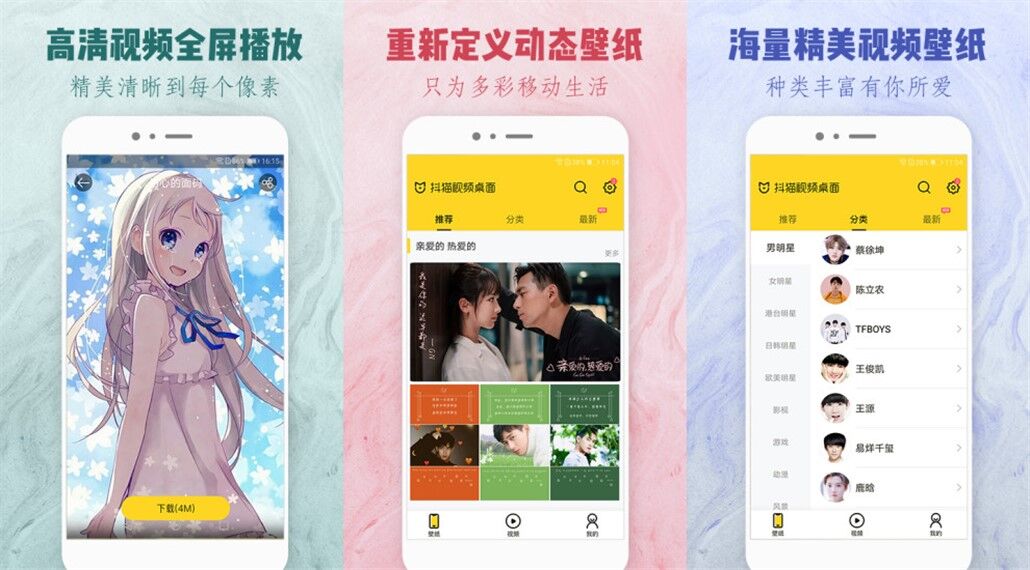 高清视频全屏播放
精美清晰到每个像素
16:15
心的面码
下载(4M)
重新定义动态壁纸
只为多彩移动生活
11:04
抖猫视频桌面
推荐 分类 最新
亲爱的 热爱的
更多
我是你的
亲爱的,热爱的
壁纸 视频 我的
海量精美视频壁纸
种类丰富有你所爱
11:04
抖猫视频桌面
推荐 分类 最新
男明星
女明星
港台明星
日韩明星
欧美明星
影视
游戏
动漫
风景
蔡徐坤
陈立农
TFBOYS
王俊凯
王源
易烊千玺
鹿晗
壁纸 视频 我的